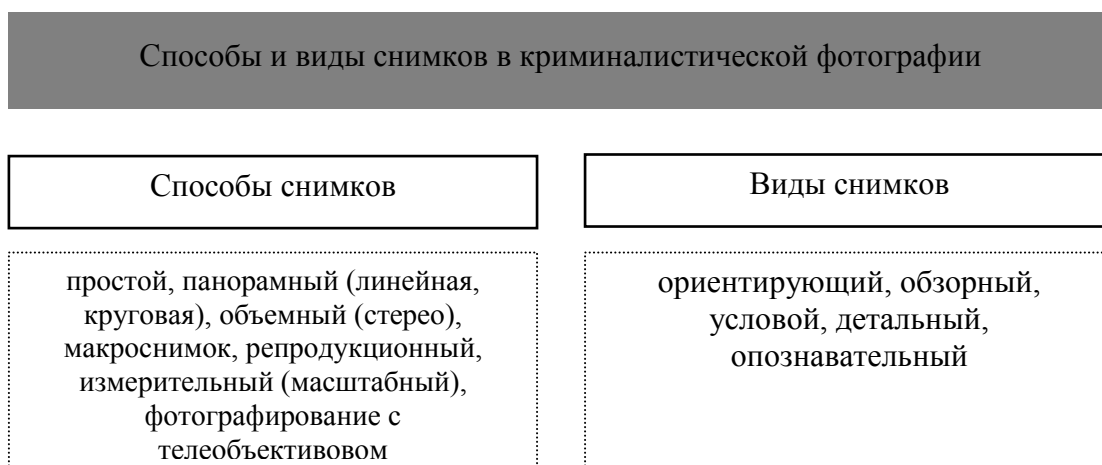 Способы и виды снимков в криминалистической фотографии
Способы снимков
Виды снимков
простой, панорамный (линейная,
круговая), объемный (стерео),
макроснимок, репродукционный,
измерительный (масштабный),
фотографирование с
телеобъективовом
ориентирующий, обзорный,
условой, детальный,
опознавательный